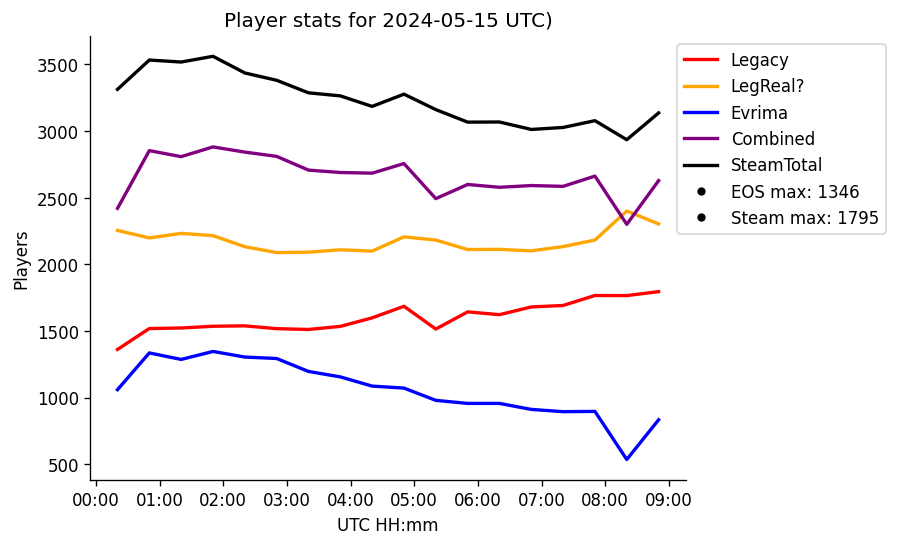 Player stats for 2024-05-15 UTC)
3500
3000
2500
2000
1500
1000
500
Players
00:00 01:00 02:00 03:00 04:00 05:00 06:00 07:00 08:00 09:00
UTC HH:mm
Legacy
LegReal?
Evrima
Combined
SteamTotal
EOS max: 1346
Steam max: 1795